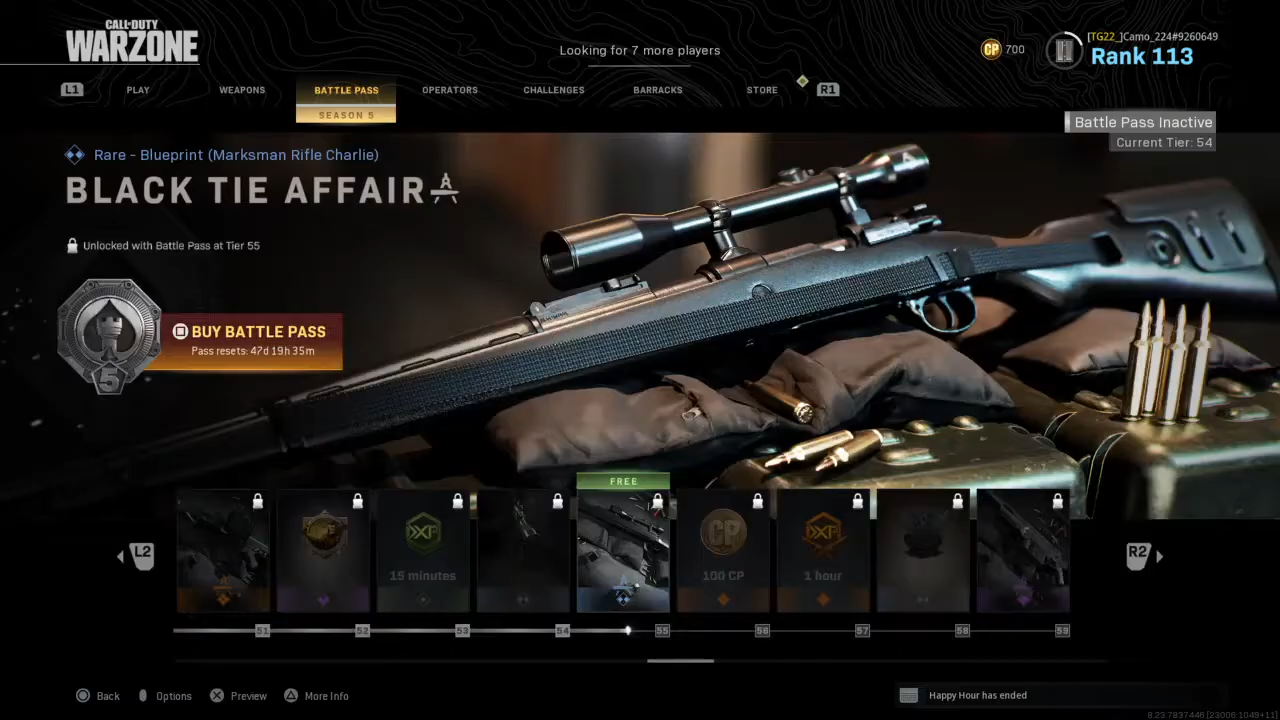 CALL·DUTY
WARZONE
Looking for 7 more players
CP 700
[TG22_]Camo_224#9260649
Rank 113
L1
PLAY
WEAPONS
BATTLE PASS
SEASON 5
OPERATORS
CHALLENGES
BARRACKS
STORE
R1
Battle Pass Inactive
Current Tier: 54
Rare - Blueprint (Marksman Rifle Charlie)
BLACK TIE AFFAIR
Unlocked with Battle Pass at Tier 55
BUY BATTLE PASS
Pass resets: 47d 19h 35m
5
FREE
L2
2XP
15 minutes
CP
100 CP
2XP
1 hour
R2
51
52
53
54
55
56
57
58
59
Back
Options
Preview
More Info
Happy Hour has ended